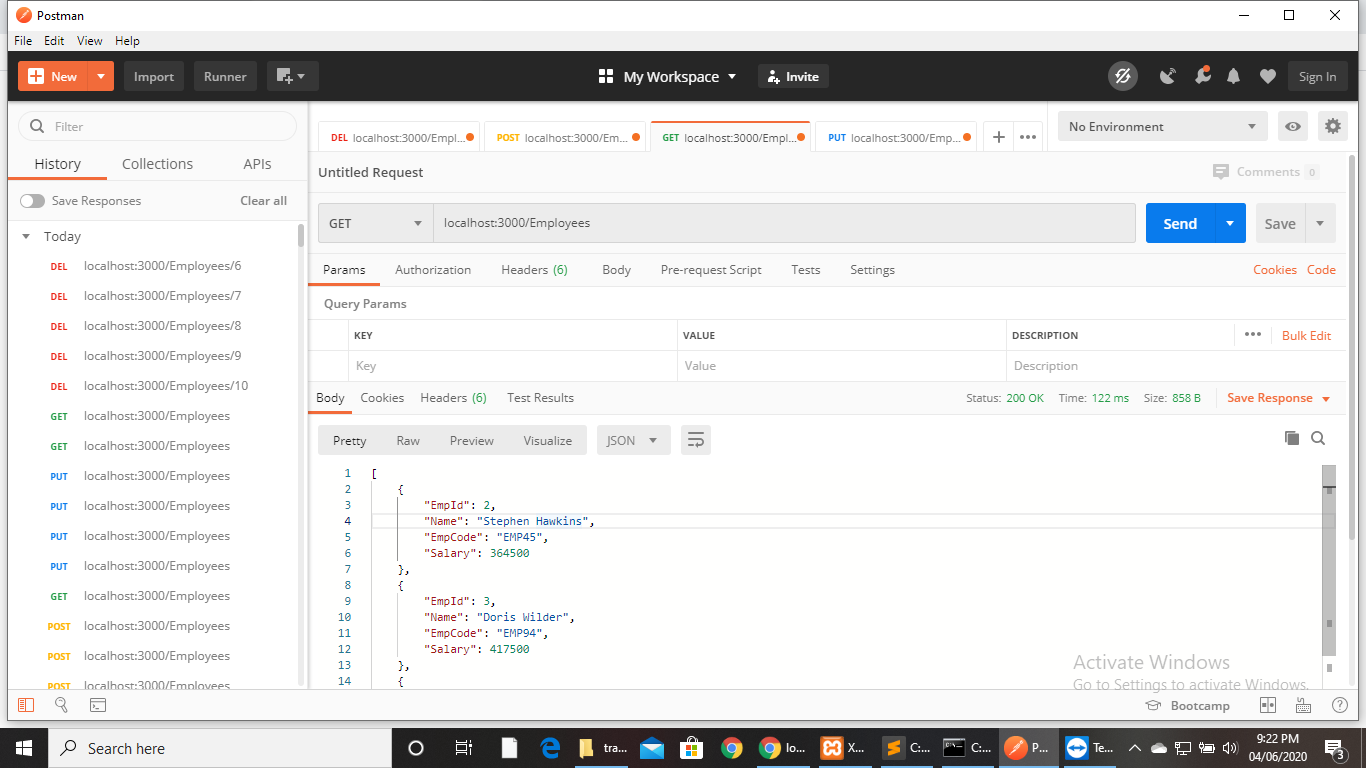 Postman
File Edit View Help
New Import Runner My Workspace Invite Sign In
Filter
History Collections APIs
Save Responses Clear all
Today
DEL localhost:3000/Employees/6
DEL localhost:3000/Employees/7
DEL localhost:3000/Employees/8
DEL localhost:3000/Employees/9
DEL localhost:3000/Employees/10
GET localhost:3000/Employees
GET localhost:3000/Employees
PUT localhost:3000/Employees
PUT localhost:3000/Employees
PUT localhost:3000/Employees
PUT localhost:3000/Employees
GET localhost:3000/Employees
POST localhost:3000/Employees
POST localhost:3000/Employees
POST localhost:3000/Employees
DEL localhost:3000/Empl... POST localhost:3000/Em... GET localhost:3000/Empl... PUT localhost:3000/Emp... + ••• No Environment
Untitled Request Comments 0
GET localhost:3000/Employees Send Save
Params Authorization Headers (6) Body Pre-request Script Tests Settings Cookies Code
Query Params
KEY VALUE DESCRIPTION ••• Bulk Edit
Key Value Description
Body Cookies Headers (6) Test Results Status: 200 OK Time: 122 ms Size: 858 B Save Response
Pretty Raw Preview Visualize JSON
1 [
2 {
3 "EmpId": 2,
4 "Name": "Stephen Hawkins",
5 "EmpCode": "EMP45",
6 "Salary": 364500
7 },
8 {
9 "EmpId": 3,
10 "Name": "Doris Wilder",
11 "EmpCode": "EMP94",
12 "Salary": 417500
13 },
14 {
Activate Windows
Go to Settings to activate Windows.
Bootcamp
Search here tra... lo... X... C:... C:... P... Te... 9:22 PM
04/06/2020 3